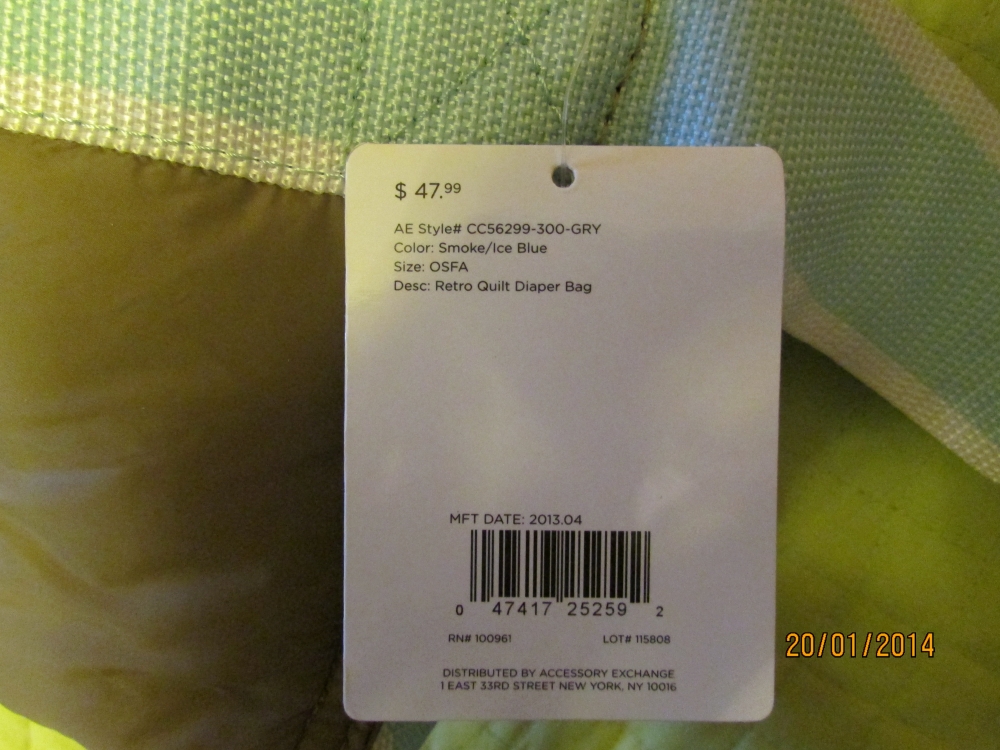 $ 47.99
AE Style# CC56299-300-GRY
Color: Smoke/Ice Blue
Size: OSFA
Desc: Retro Quilt Diaper Bag
MFT DATE: 2013.04
0 47417 25259 2
RN# 100961 LOT# 115808
DISTRIBUTED BY ACCESSORY EXCHANGE
1 EAST 33RD STREET NEW YORK, NY 10016
20/01/2014